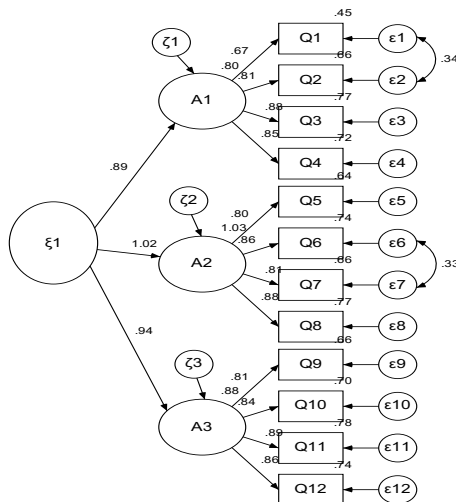 .45
ζ1
.67
Q1
ε1
.80
.66
.34
.81
A1
Q2
ε2
.77
.88
Q3
ε3
.72
.85
Q4
ε4
.89
.64
.80
Q5
ε5
ζ2
1.03
.74
.86
Q6
ε6
ξ1
1.02
.66
.33
A2
.81
Q7
ε7
.77
.88
Q8
ε8
.94
.66
ζ3
.81
Q9
ε9
.88
.70
.84
Q10
ε10
A3
.78
.89
Q11
ε11
.86
.74
Q12
ε12